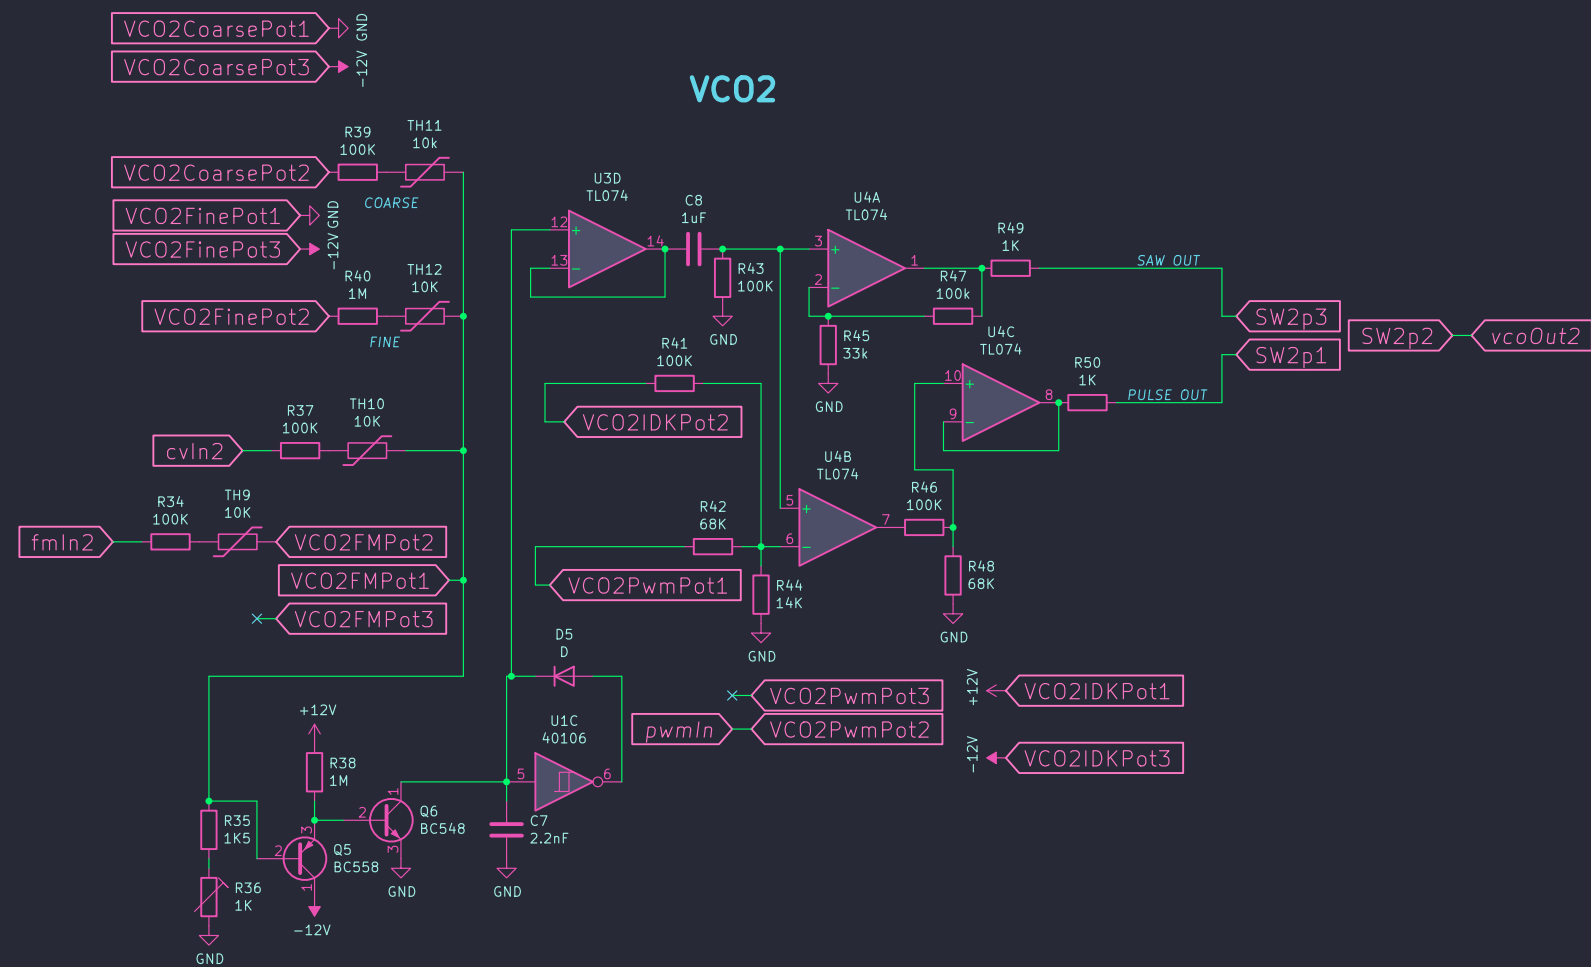 VCO2CoarsePot1
GND
VCO2CoarsePot3
-12V
VCO2
R39
100K
TH11
10k
VCO2CoarsePot2
COARSE
VCO2FinePot1
GND
VCO2FinePot3
-12V
R40
1M
TH12
10K
VCO2FinePot2
FINE
R37
100K
TH10
10K
cvIn2
R34
100K
TH9
10K
fmIn2
VCO2FMPot2
VCO2FMPot1
VCO2FMPot3
U3D
TL074
12
+
13
-
14
C8
1uF
R43
100K
GND
U4A
TL074
3
+
2
-
1
R49
1K
SAW OUT
R47
100k
R45
33k
GND
U4C
TL074
10
+
9
-
8
R50
1K
PULSE OUT
SW2p3
SW2p1
SW2p2
vcoOut2
R41
100K
VCO2IDKPot2
R42
68K
VCO2PwmPot1
R44
14K
GND
U4B
TL074
5
+
6
-
7
R46
100K
R48
68K
GND
D5
D
U1C
40106
5
6
VCO2PwmPot3
pwmIn
VCO2PwmPot2
+12V
VCO2IDKPot1
-12V
VCO2IDKPot3
+12V
R38
1M
R35
1K5
R36
1K
GND
2
3
1
Q5
BC558
-12V
2
1
3
Q6
BC548
GND
C7
2.2nF
GND